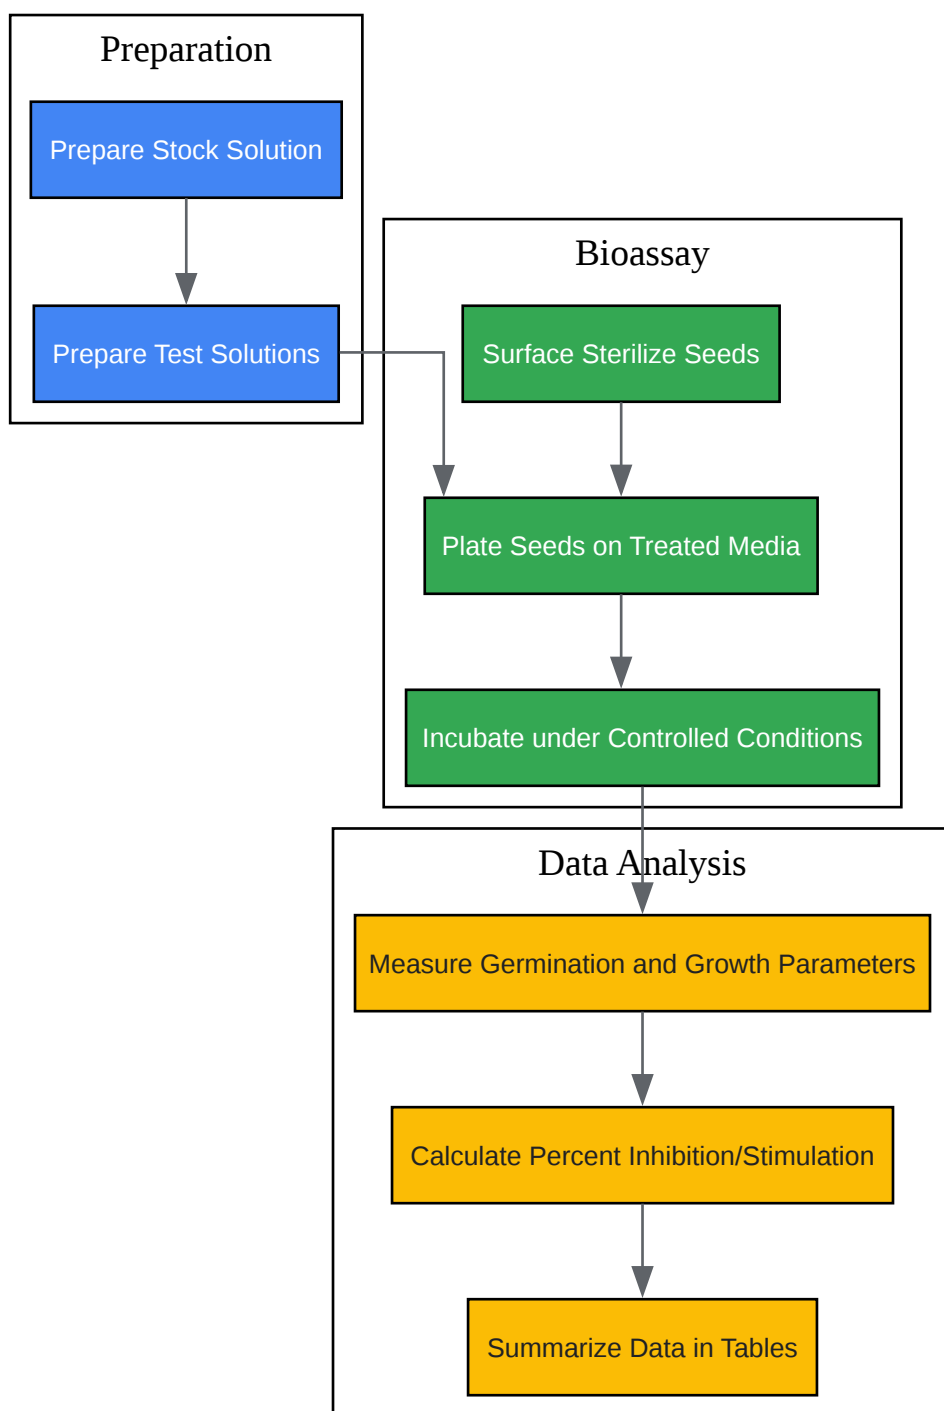 Preparation
Prepare Stock Solution
Prepare Test Solutions
Bioassay
Surface Sterilize Seeds
Plate Seeds on Treated Media
Incubate under Controlled Conditions
Data Analysis
Measure Germination and Growth Parameters
Calculate Percent Inhibition/Stimulation
Summarize Data in Tables